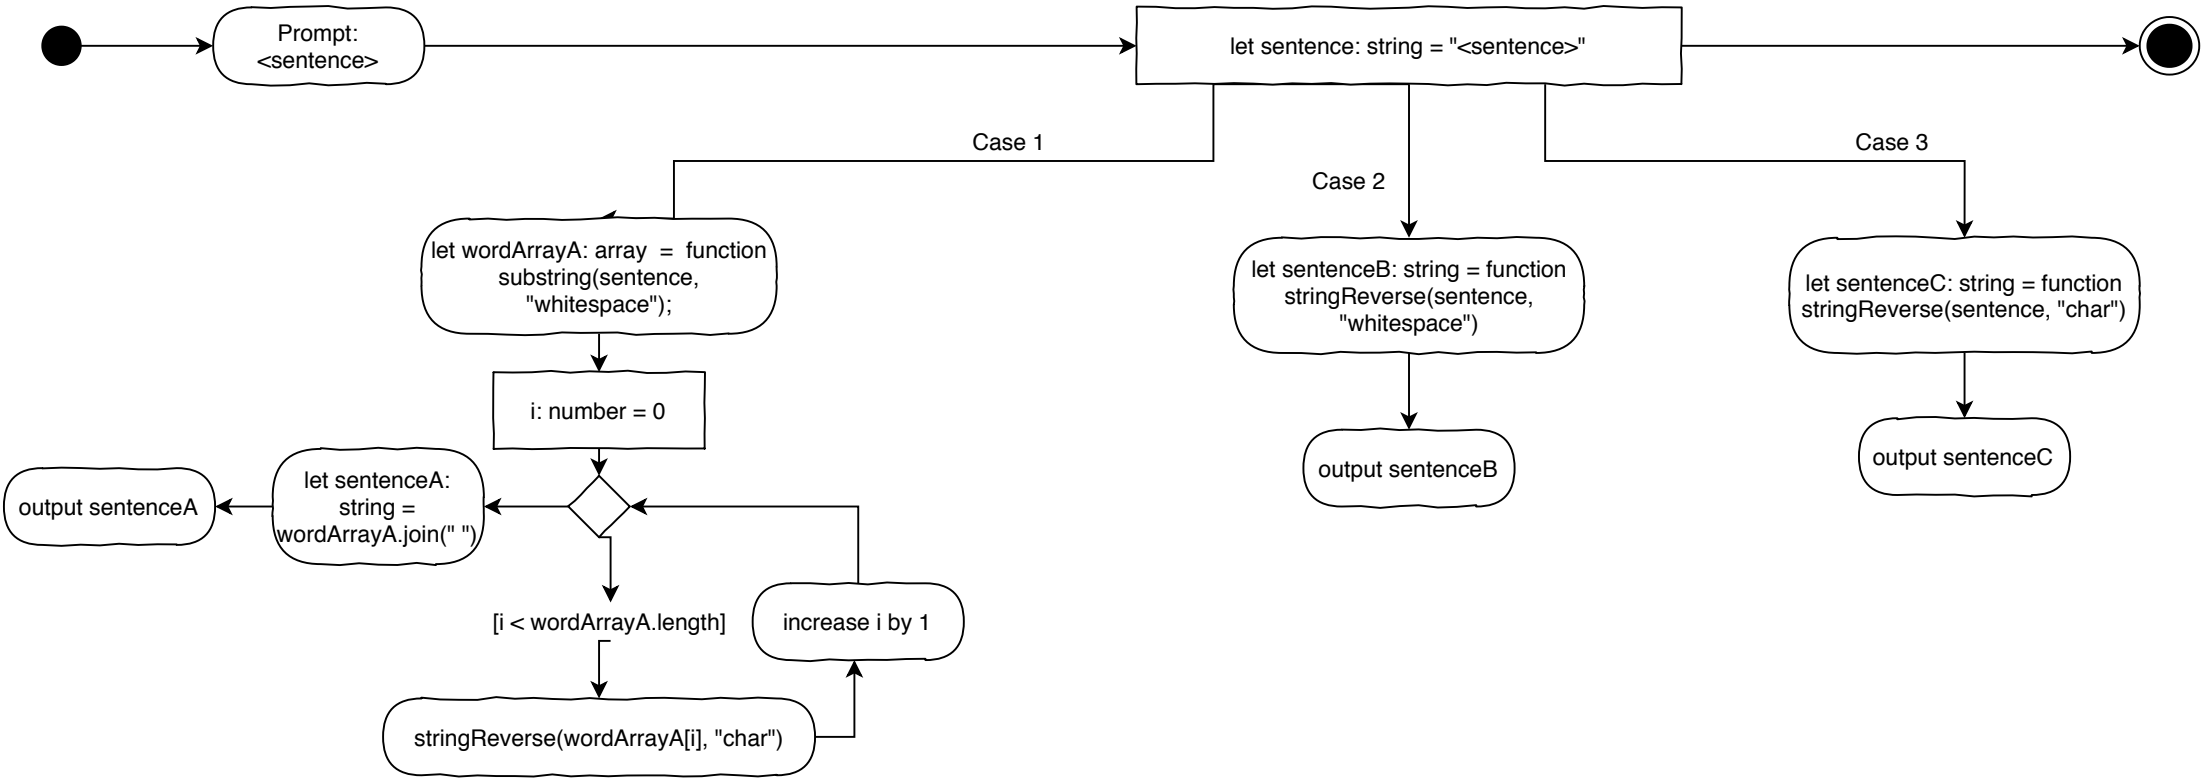 Prompt:
<sentence>
let sentence: string = "<sentence>"
Case 1
Case 2
Case 3
let wordArrayA: array  =  function
substring(sentence,
"whitespace");
let sentenceB: string = function
stringReverse(sentence,
"whitespace")
let sentenceC: string = function
stringReverse(sentence, "char")
i: number = 0
output sentenceA
let sentenceA:
string =
wordArrayA.join(" ")
output sentenceB
output sentenceC
[i < wordArrayA.length]
increase i by 1
stringReverse(wordArrayA[i], "char")